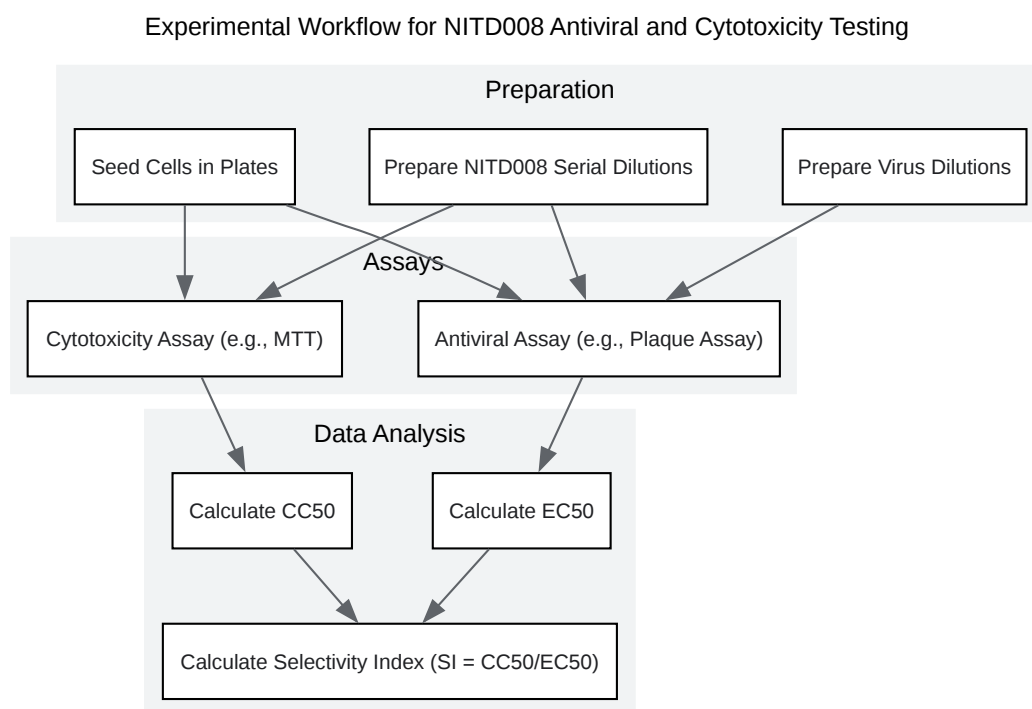 Experimental Workflow for NITD008 Antiviral and Cytotoxicity Testing
Preparation
Seed Cells in Plates
Prepare NITD008 Serial Dilutions
Prepare Virus Dilutions
Assays
Cytotoxicity Assay (e.g., MTT)
Antiviral Assay (e.g., Plaque Assay)
Data Analysis
Calculate CC50
Calculate EC50
Calculate Selectivity Index (SI = CC50/EC50)